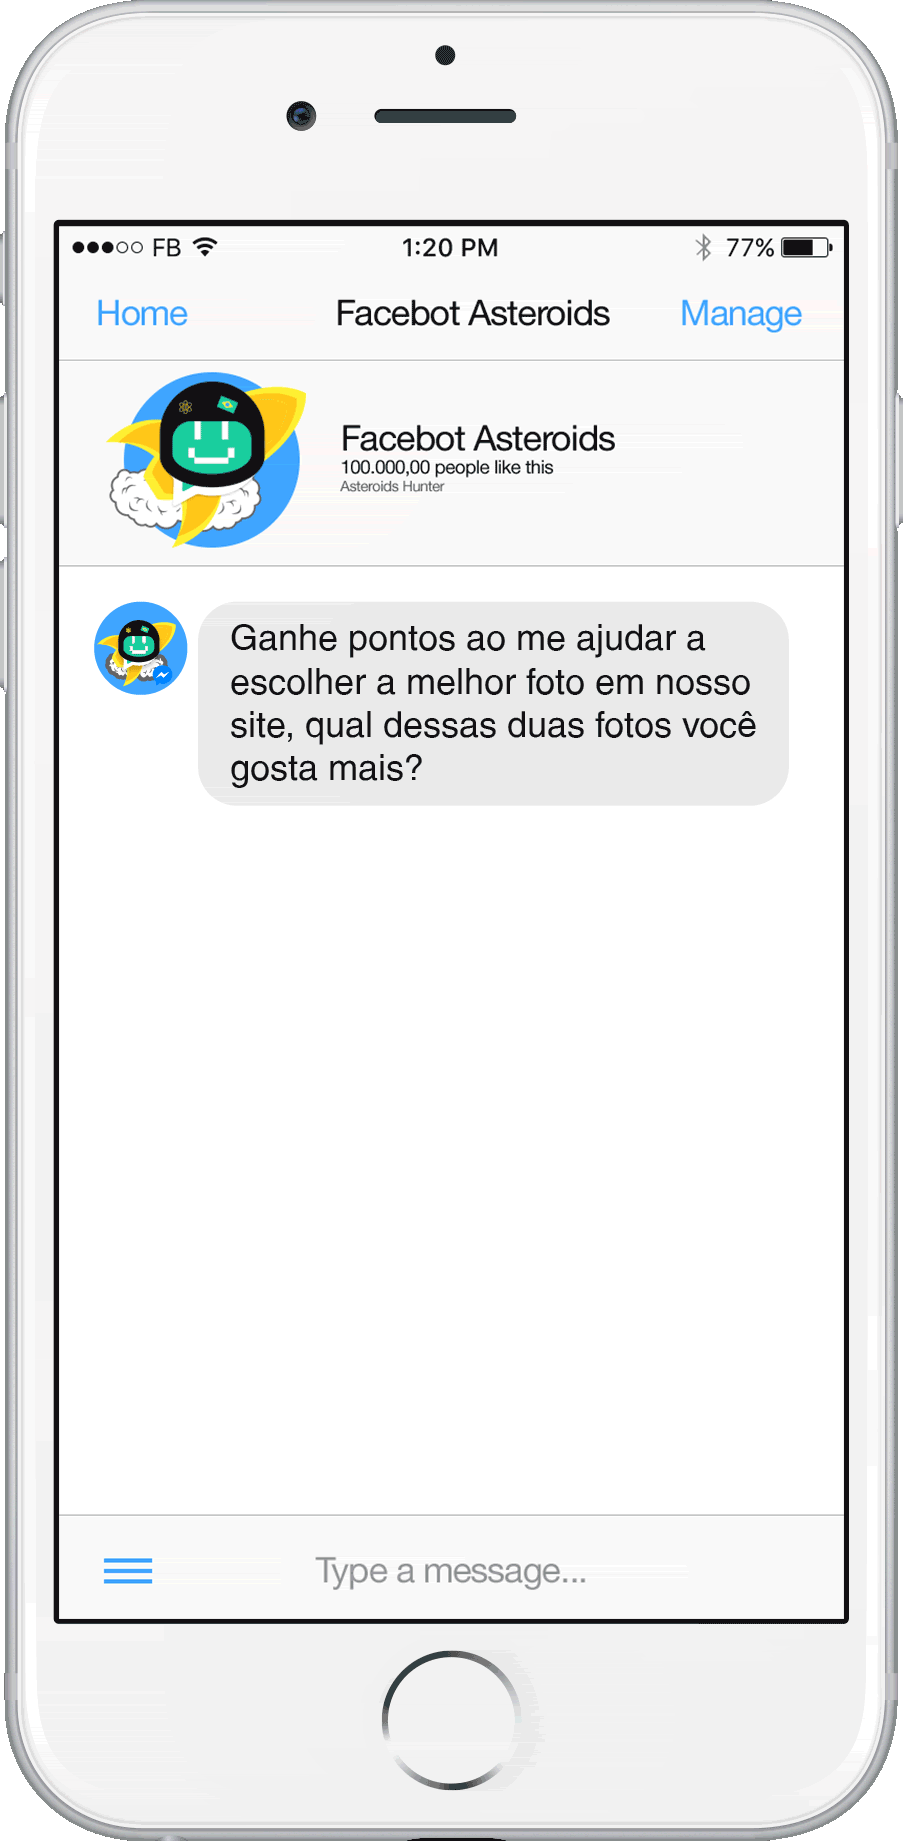 FB 1:20 PM 77%
Home Facebot Asteroids Manage
Facebot Asteroids
100.000,00 people like this
Asteroids Hunter
Ganhe pontos ao me ajudar a
escolher a melhor foto em nosso
site, qual dessas duas fotos você
gosta mais?
Type a message...